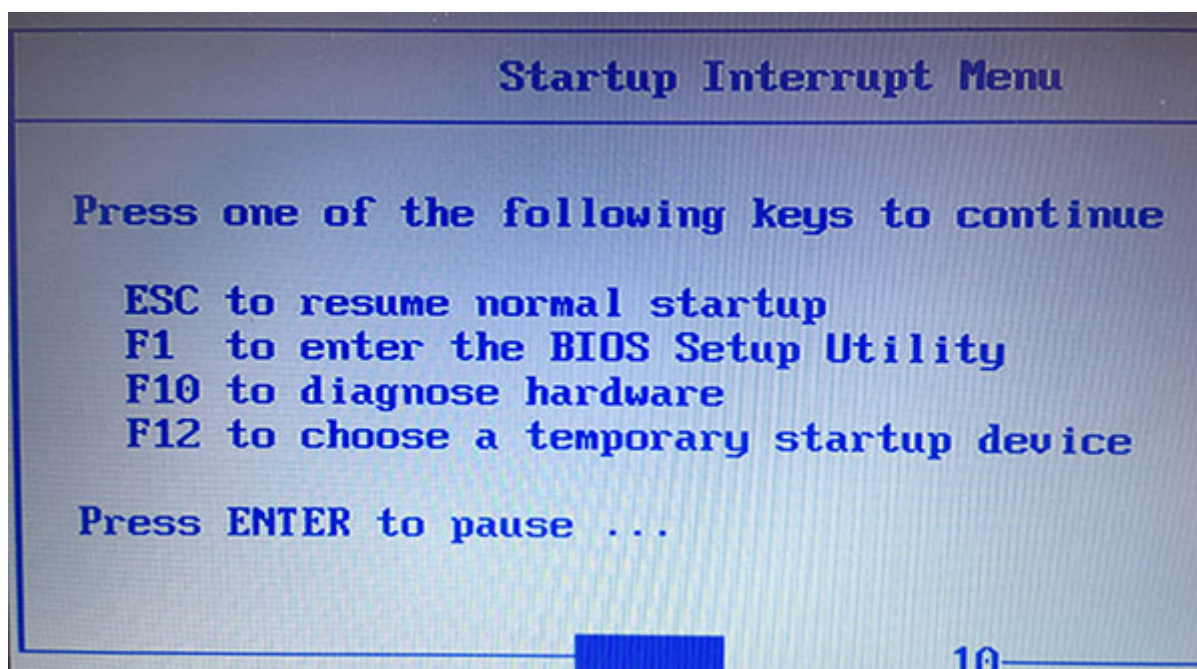 Startup Interrupt Menu
Press one of the following keys to continue
ESC to resume normal startup
F1 to enter the BIOS Setup Utility
F10 to diagnose hardware
F12 to choose a temporary startup device
Press ENTER to pause ...
10